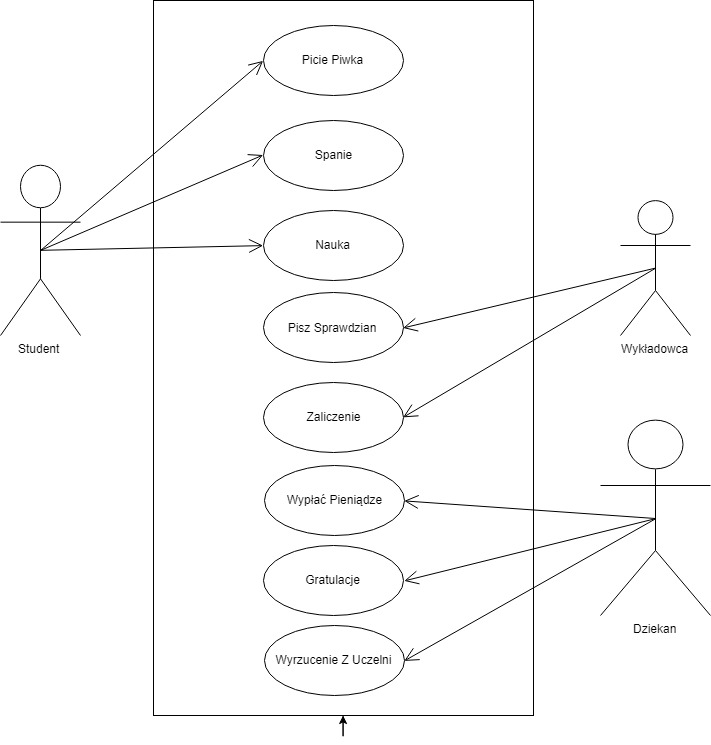 Picie Piwka
Spanie
Nauka
Pisz Sprawdzian
Zaliczenie
Wypłać Pieniądze
Gratulacje
Wyrzucenie Z Uczelni
Student
Wykładowca
Dziekan